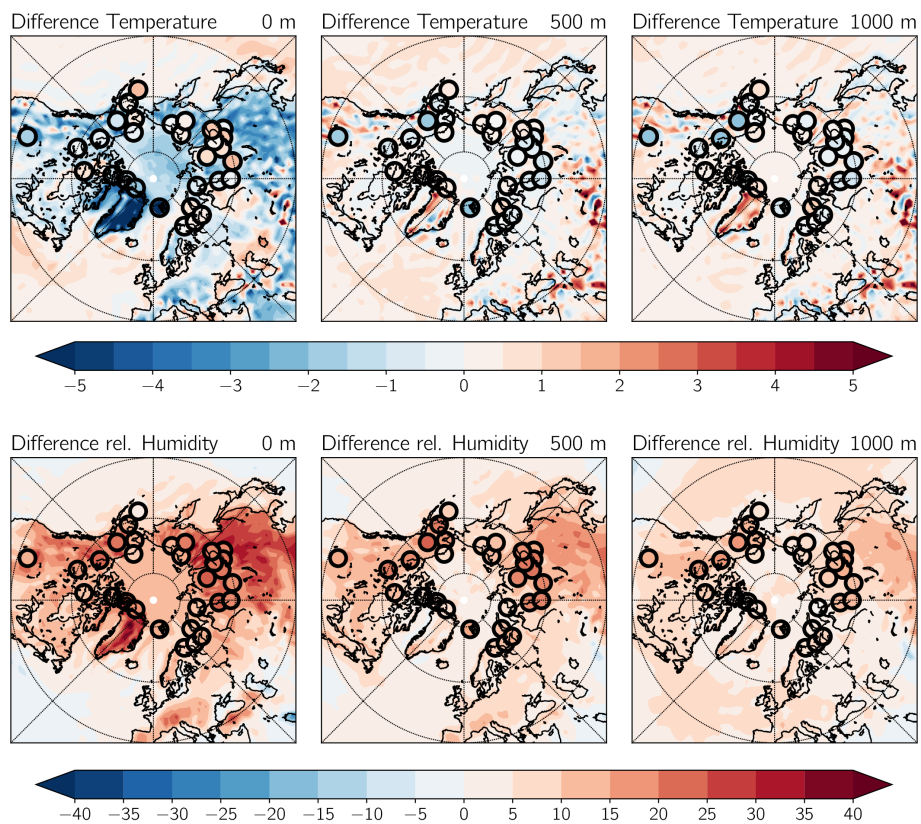 Difference Temperature 0 m
Difference Temperature 500 m
Difference Temperature 1000 m
−5 −4 −3 −2 −1 0 1 2 3 4 5
Difference rel. Humidity 0 m
Difference rel. Humidity 500 m
Difference rel. Humidity 1000 m
−40 −35 −30 −25 −20 −15 −10 −5 0 5 10 15 20 25 30 35 40